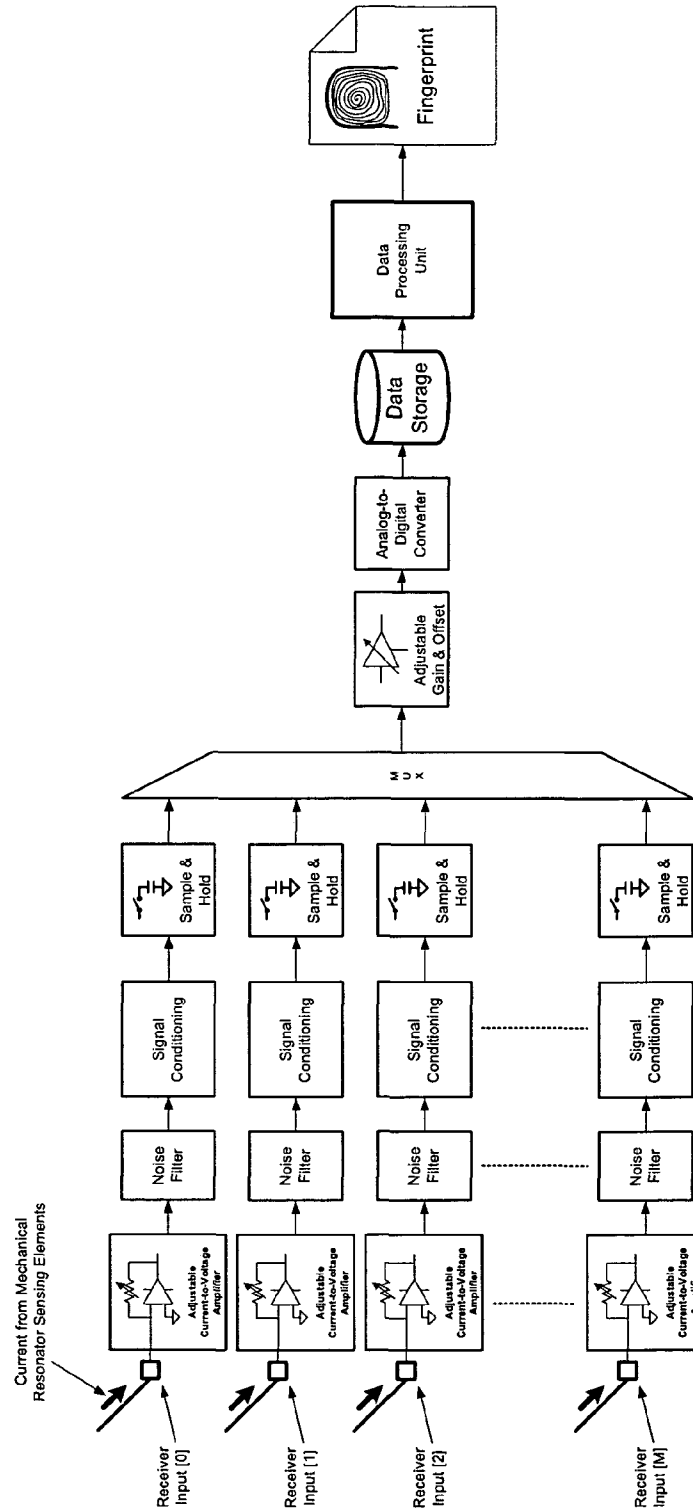 Current from Mechanical
Resonator Sensing Elements
Receiver
Input [0]
Adjustable
Current-to-Voltage
Amplifier
Noise
Filter
Signal
Conditioning
Sample &
Hold
Receiver
Input [1]
Adjustable
Current-to-Voltage
Amplifier
Noise
Filter
Signal
Conditioning
Sample &
Hold
Receiver
Input [2]
Adjustable
Current-to-Voltage
Amplifier
Noise
Filter
Signal
Conditioning
Sample &
Hold
Receiver
Input [M]
Adjustable
Current-to-Voltage
Noise
Filter
Signal
Conditioning
Sample &
Hold
M
U
X
Adjustable
Gain & Offset
Analog-to-
Digital
Converter
Data
Storage
Data
Processing
Unit
Fingerprint